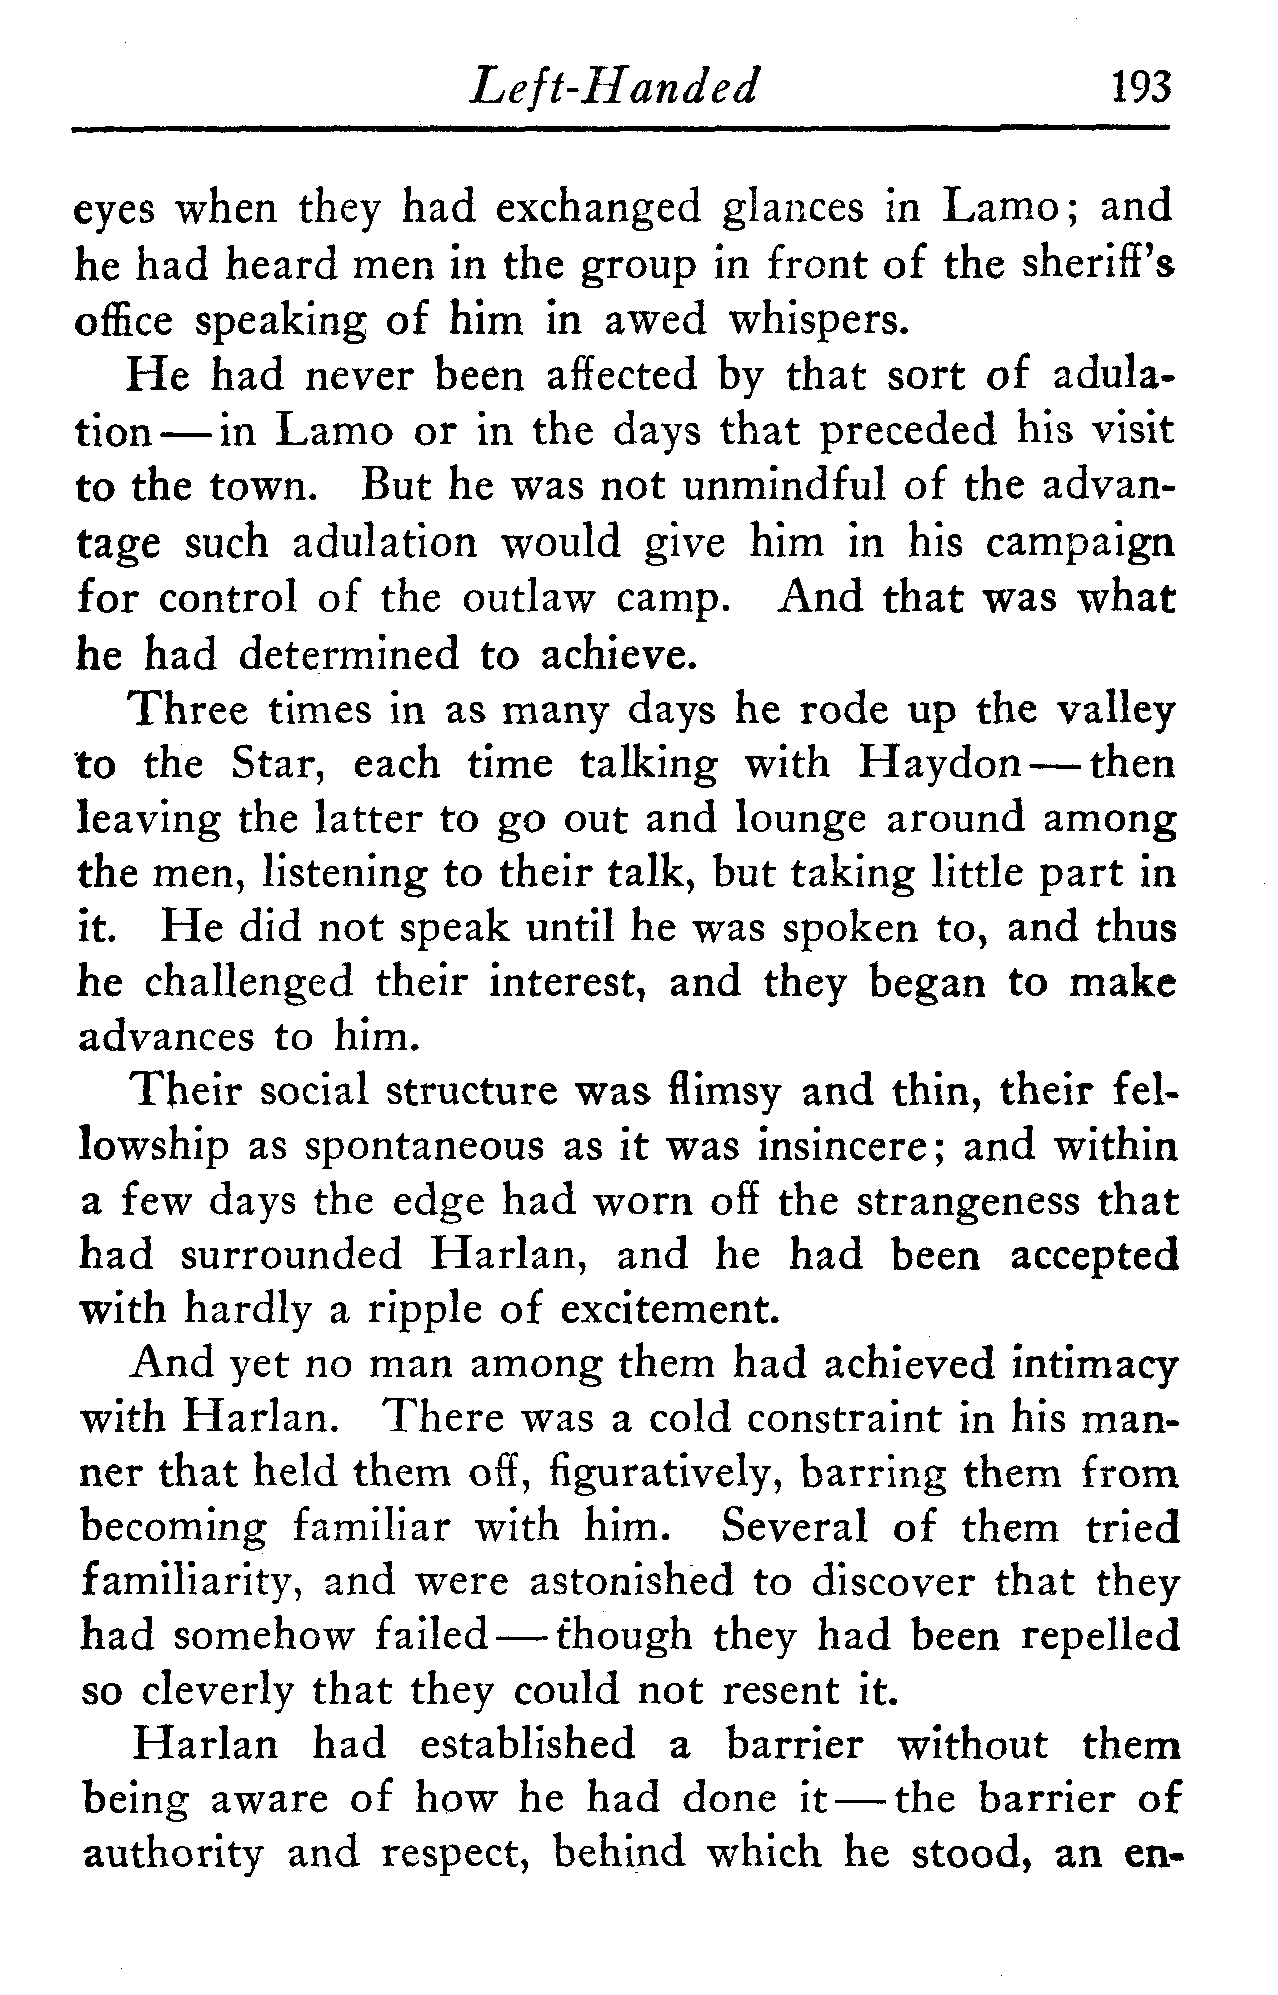 Left-Handed 193
eyes when they had exchanged glances in Lamo; and
he had heard men in the group in front of the sheriff's
office speaking of him in awed whispers.
He had never been affected by that sort of adula-
tion—in Lamo or in the days that preceded his visit
to the town. But he was not unmindful of the advan-
tage such adulation would give him in his campaign
for control of the outlaw camp. And that was what
he had determined to achieve.
Three times in as many days he rode up the valley
to the Star, each time talking with Haydon—then
leaving the latter to go out and lounge around among
the men, listening to their talk, but taking little part in
it. He did not speak until he was spoken to, and thus
he challenged their interest, and they began to make
advances to him.
Their social structure was flimsy and thin, their fel-
lowship as spontaneous as it was insincere; and within
a few days the edge had worn off the strangeness that
had surrounded Harlan, and he had been accepted
with hardly a ripple of excitement.
And yet no man among them had achieved intimacy
with Harlan. There was a cold constraint in his man-
ner that held them off, figuratively, barring them from
becoming familiar with him. Several of them tried
familiarity, and were astonished to discover that they
had somehow failed—though they had been repelled
so cleverly that they could not resent it.
Harlan had established a barrier without them
being aware of how he had done it—the barrier of
authority and respect, behind which he stood, an en-